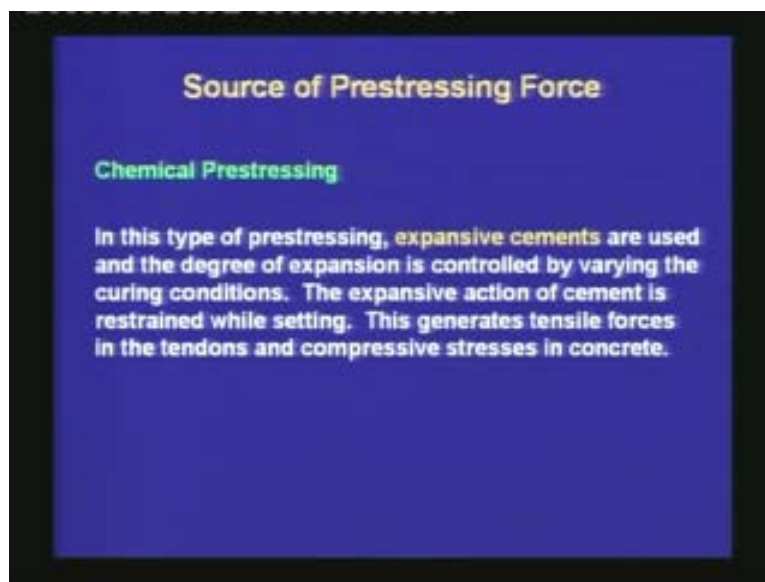 Source of Prestressing Force
Chemical Prestressing
In this type of prestressing, expansive cements are used
and the degree of expansion is controlled by varying the
curing conditions. The expansive action of cement is
restrained while setting. This generates tensile forces
in the tendons and compressive stresses in concrete.